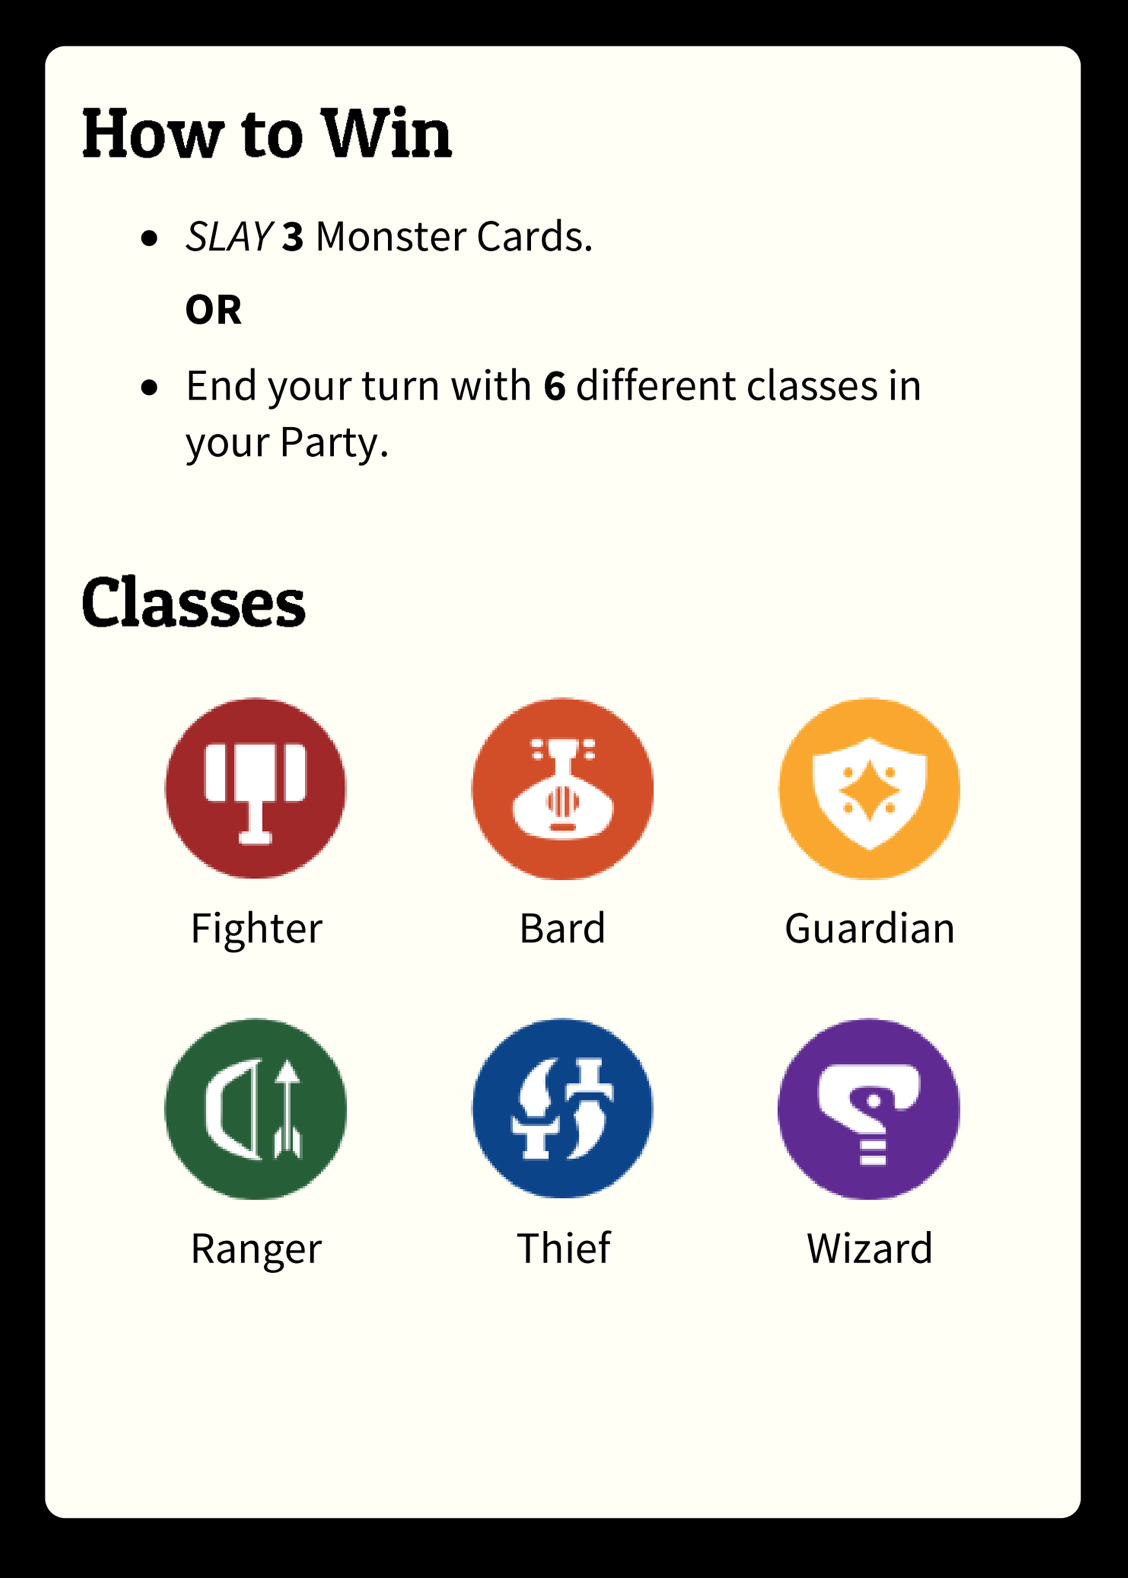 How to Win
• SLAY 3 Monster Cards.
OR
• End your turn with 6 different classes in
your Party.
Classes
Fighter Bard Guardian
Ranger Thief Wizard